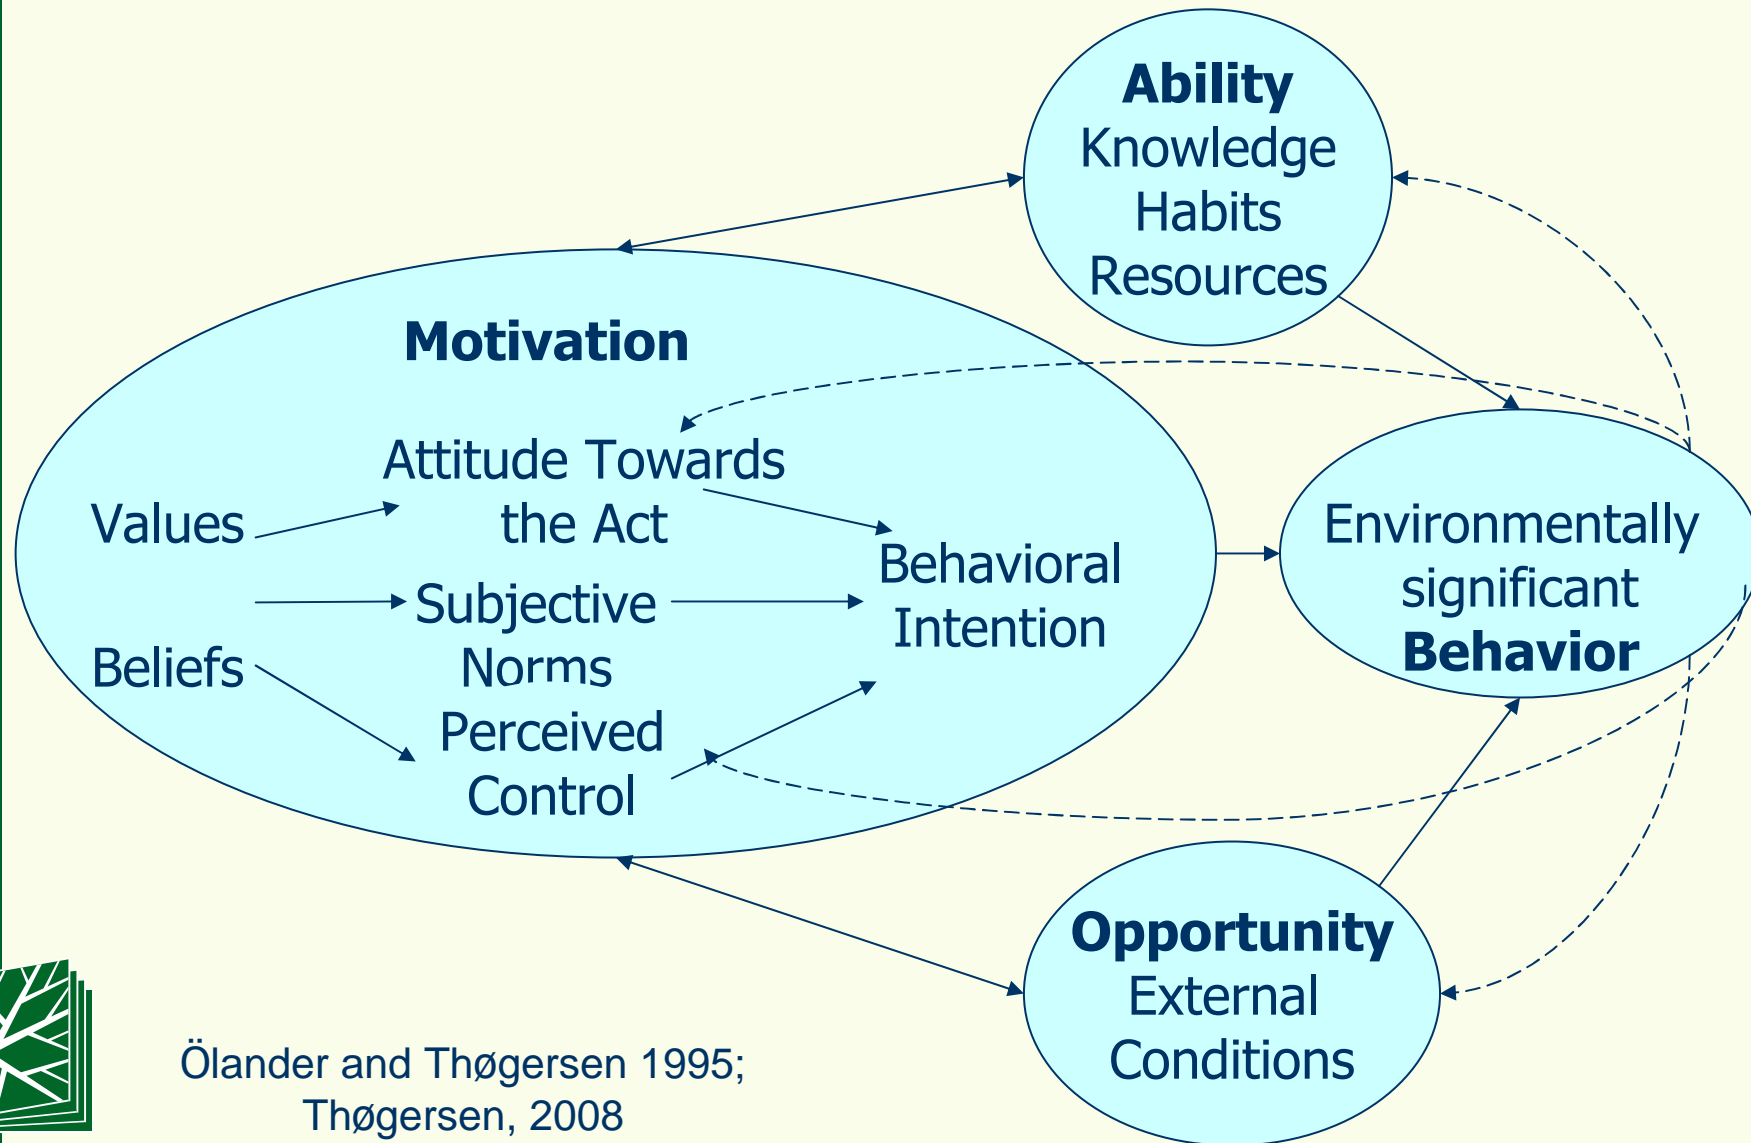 Ability
Knowledge
Habits
Resources
Motivation
Attitude Towards
the Act
Values
Subjective
Norms
Beliefs
Perceived
Control
Behavioral
Intention
Environmentally
significant
Behavior
Opportunity
External
Conditions
Ölander and Thøgersen 1995;
Thøgersen, 2008